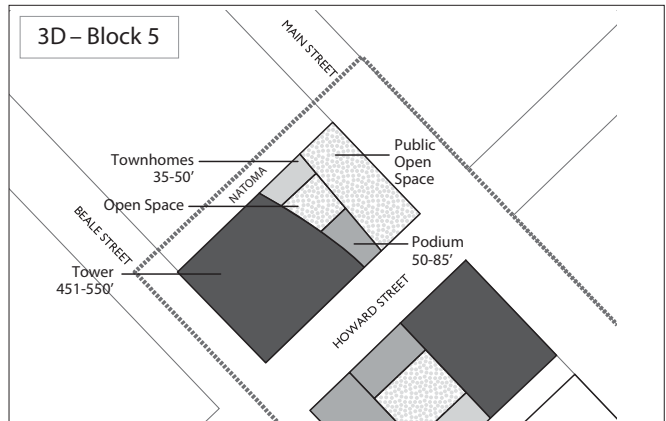 3D – Block 5
MAIN STREET
Public
Open
Space
Townhomes
35-50’
NATOMA
Open Space
BEALE STREET
Podium
50-85’
Tower
451-550’
HOWARD STREET